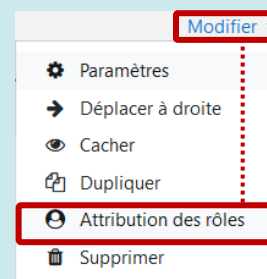 Modifier
Paramètres
Déplacer à droite
Cacher
Dupliquer
Attribution des rôles
Supprimer